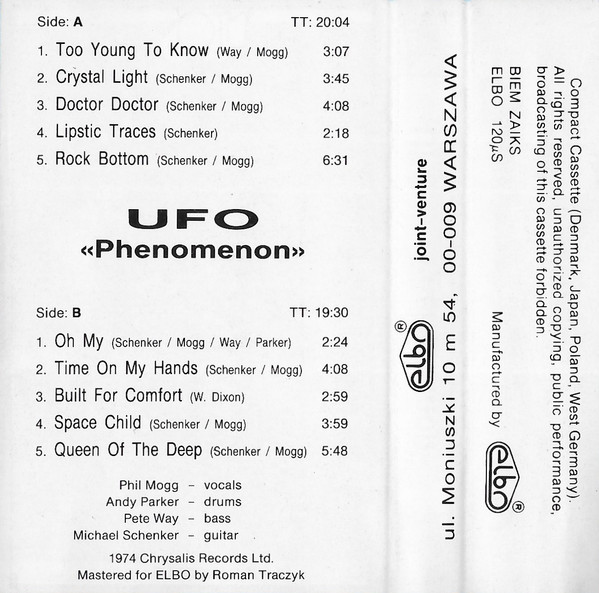 Side: A TT: 20:04
1. Too Young To Know (Way / Mogg) 3:07
2. Crystal Light (Schenker / Mogg) 3:45
3. Doctor Doctor (Schenker / Mogg) 4:08
4. Lipstic Traces (Schenker) 2:18
5. Rock Bottom (Schenker / Mogg) 6:31
UFO
«Phenomenon»
Side: B TT: 19:30
1. Oh My (Schenker / Mogg / Way / Parker) 2:24
2. Time On My Hands (Schenker / Mogg) 4:08
3. Built For Comfort (W. Dixon) 2:59
4. Space Child (Schenker / Mogg) 3:59
5. Queen Of The Deep (Schenker / Mogg) 5:48
Phil Mogg – vocals
Andy Parker – drums
Pete Way – bass
Michael Schenker – guitar
1974 Chrysalis Records Ltd.
Mastered for ELBO by Roman Traczyk
joint-venture
elbo ®
ul. Moniuszki 10 m 54, 00-009 WARSZAWA
Compact Cassette (Denmark, Japan, Poland, West Germany).
All rights reserved, unauthorized copying, public performance,
broadcasting of this cassette forbidden.
BIEM ZAIKS
ELBO 120µS
Manufactured by elbo ®